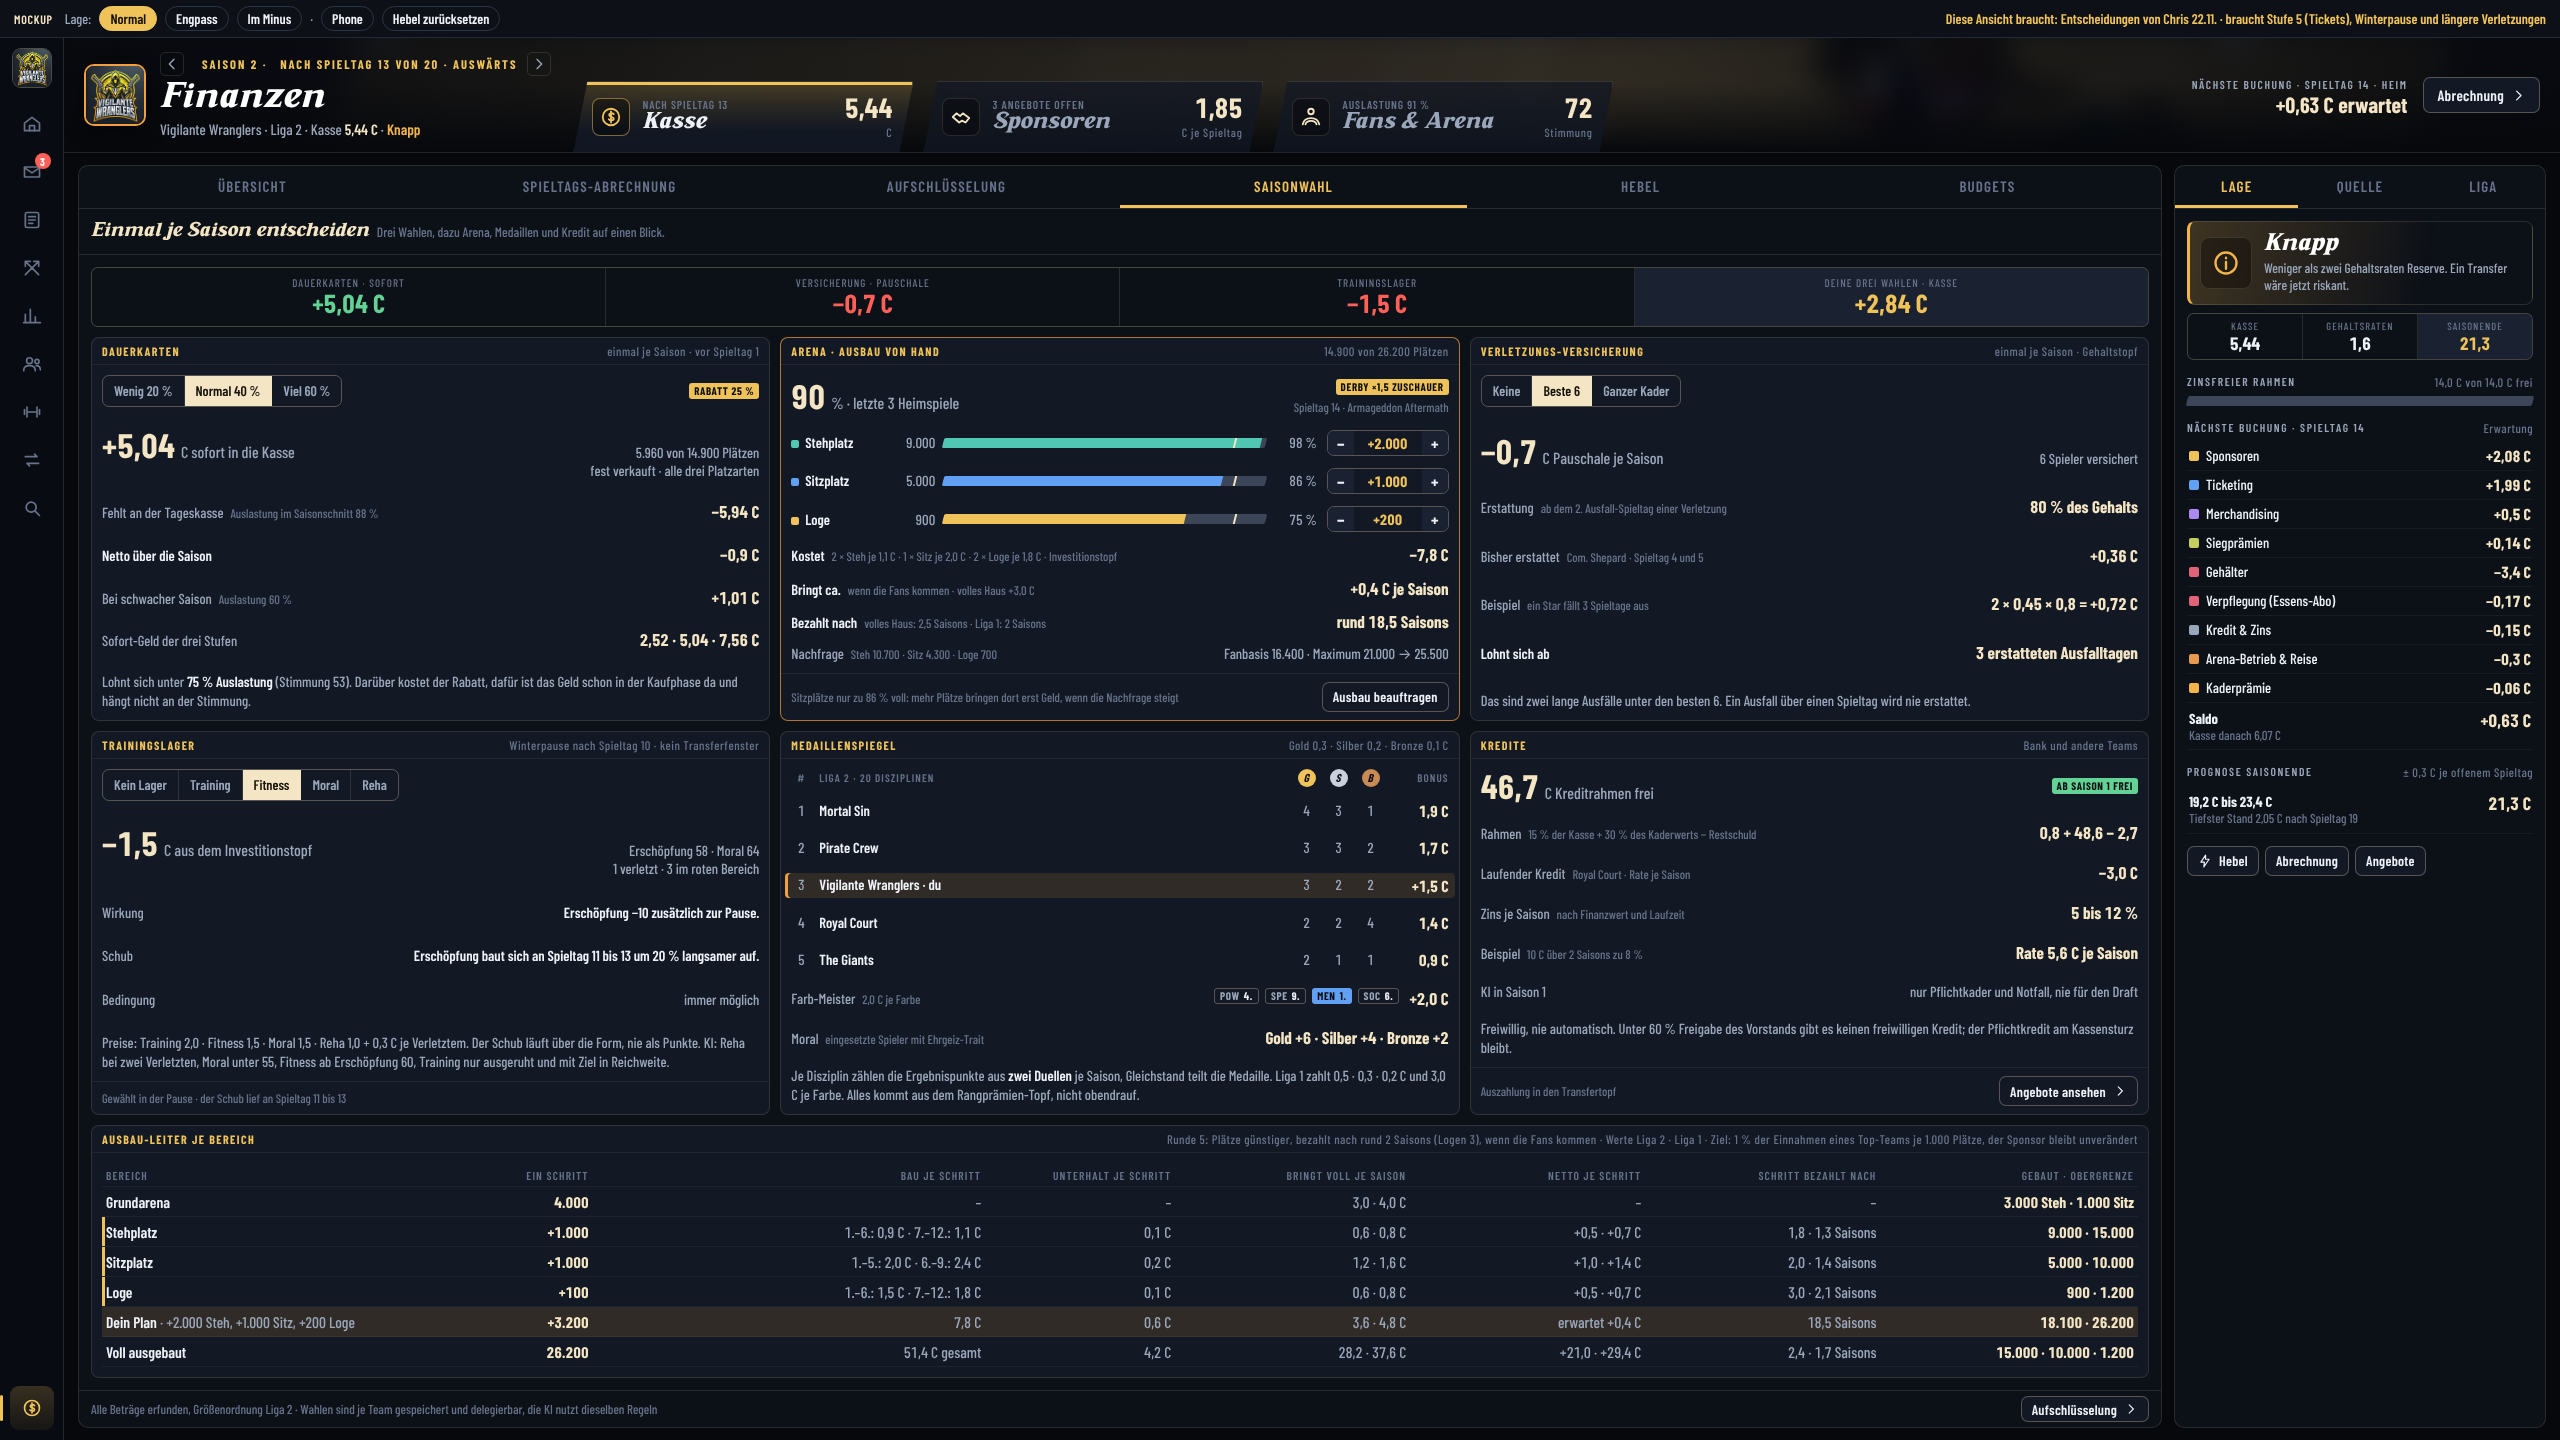 MOCKUP Lage: Normal Engpass Im Minus · Phone Hebel zurücksetzen
Diese Ansicht braucht: Entscheidungen von Chris 22.11. · braucht Stufe 5 (Tickets), Winterpause und längere Verletzungen
3
SAISON 2 · NACH SPIELTAG 13 VON 20 · AUSWÄRTS
Finanzen
Vigilante Wranglers · Liga 2 · Kasse 5,44 C · Knapp
NACH SPIELTAG 13
Kasse
5,44
C
3 ANGEBOTE OFFEN
Sponsoren
1,85
C je Spieltag
AUSLASTUNG 91 %
Fans & Arena
72
Stimmung
NÄCHSTE BUCHUNG · SPIELTAG 14 · HEIM
+0,63 C erwartet
Abrechnung
ÜBERSICHT SPIELTAGS-ABRECHNUNG AUFSCHLÜSSELUNG SAISONWAHL HEBEL BUDGETS
Einmal je Saison entscheiden Drei Wahlen, dazu Arena, Medaillen und Kredit auf einen Blick.
DAUERKARTEN · SOFORT
+5,04 C
VERSICHERUNG · PAUSCHALE
−0,7 C
TRAININGSLAGER
−1,5 C
DEINE DREI WAHLEN · KASSE
+2,84 C
DAUERKARTEN einmal je Saison · vor Spieltag 1
Wenig 20 % Normal 40 % Viel 60 % RABATT 25 %
+5,04 C sofort in die Kasse
5.960 von 14.900 Plätzen
fest verkauft · alle drei Platzarten
Fehlt an der Tageskasse Auslastung im Saisonschnitt 88 % −5,94 C
Netto über die Saison −0,9 C
Bei schwacher Saison Auslastung 60 % +1,01 C
Sofort-Geld der drei Stufen 2,52 · 5,04 · 7,56 C
Lohnt sich unter 75 % Auslastung (Stimmung 53). Darüber kostet der Rabatt, dafür ist das Geld schon in der Kaufphase da und
hängt nicht an der Stimmung.
ARENA · AUSBAU VON HAND 14.900 von 26.200 Plätzen
90 % · letzte 3 Heimspiele
DERBY ×1,5 ZUSCHAUER
Spieltag 14 · Armageddon Aftermath
Stehplatz 9.000 98 % − +2.000 +
Sitzplatz 5.000 86 % − +1.000 +
Loge 900 75 % − +200 +
Kostet 2 × Steh je 1,1 C · 1 × Sitz je 2,0 C · 2 × Loge je 1,8 C · Investitionstopf −7,8 C
Bringt ca. wenn die Fans kommen · volles Haus +3,0 C +0,4 C je Saison
Bezahlt nach volles Haus: 2,5 Saisons · Liga 1: 2 Saisons rund 18,5 Saisons
Nachfrage Steh 10.700 · Sitz 4.300 · Loge 700 Fanbasis 16.400 · Maximum 21.000 → 25.500
Sitzplätze nur zu 86 % voll: mehr Plätze bringen dort erst Geld, wenn die Nachfrage steigt Ausbau beauftragen
VERLETZUNGS-VERSICHERUNG einmal je Saison · Gehaltstopf
Keine Beste 6 Ganzer Kader
−0,7 C Pauschale je Saison 6 Spieler versichert
Erstattung ab dem 2. Ausfall-Spieltag einer Verletzung 80 % des Gehalts
Bisher erstattet Com. Shepard · Spieltag 4 und 5 +0,36 C
Beispiel ein Star fällt 3 Spieltage aus 2 × 0,45 × 0,8 = +0,72 C
Lohnt sich ab 3 erstatteten Ausfalltagen
Das sind zwei lange Ausfälle unter den besten 6. Ein Ausfall über einen Spieltag wird nie erstattet.
TRAININGSLAGER Winterpause nach Spieltag 10 · kein Transferfenster
Kein Lager Training Fitness Moral Reha
−1,5 C aus dem Investitionstopf
Erschöpfung 58 · Moral 64
1 verletzt · 3 im roten Bereich
Wirkung Erschöpfung −10 zusätzlich zur Pause.
Schub Erschöpfung baut sich an Spieltag 11 bis 13 um 20 % langsamer auf.
Bedingung immer möglich
Preise: Training 2,0 · Fitness 1,5 · Moral 1,5 · Reha 1,0 + 0,3 C je Verletztem. Der Schub läuft über die Form, nie als Punkte. KI: Reha
bei zwei Verletzten, Moral unter 55, Fitness ab Erschöpfung 60, Training nur ausgeruht und mit Ziel in Reichweite.
Gewählt in der Pause · der Schub lief an Spieltag 11 bis 13
MEDAILLENSPIEGEL Gold 0,3 · Silber 0,2 · Bronze 0,1 C
# LIGA 2 · 20 DISZIPLINEN G S B BONUS
1 Mortal Sin 4 3 1 1,9 C
2 Pirate Crew 3 3 2 1,7 C
3 Vigilante Wranglers · du 3 2 2 +1,5 C
4 Royal Court 2 2 4 1,4 C
5 The Giants 2 1 1 0,9 C
Farb-Meister 2,0 C je Farbe POW 4. SPE 9. MEN 1. SOC 6. +2,0 C
Moral eingesetzte Spieler mit Ehrgeiz-Trait Gold +6 · Silber +4 · Bronze +2
Je Disziplin zählen die Ergebnispunkte aus zwei Duellen je Saison, Gleichstand teilt die Medaille. Liga 1 zahlt 0,5 · 0,3 · 0,2 C und 3,0
C je Farbe. Alles kommt aus dem Rangprämien-Topf, nicht obendrauf.
KREDITE Bank und andere Teams
46,7 C Kreditrahmen frei AB SAISON 1 FREI
Rahmen 15 % der Kasse + 30 % des Kaderwerts − Restschuld 0,8 + 48,6 − 2,7
Laufender Kredit Royal Court · Rate je Saison −3,0 C
Zins je Saison nach Finanzwert und Laufzeit 5 bis 12 %
Beispiel 10 C über 2 Saisons zu 8 % Rate 5,6 C je Saison
KI in Saison 1 nur Pflichtkader und Notfall, nie für den Draft
Freiwillig, nie automatisch. Unter 60 % Freigabe des Vorstands gibt es keinen freiwilligen Kredit; der Pflichtkredit am Kassensturz
bleibt.
Auszahlung in den Transfertopf Angebote ansehen
AUSBAU-LEITER JE BEREICH Runde 5: Plätze günstiger, bezahlt nach rund 2 Saisons (Logen 3), wenn die Fans kommen · Werte Liga 2 · Liga 1 · Ziel: 1 % der Einnahmen eines Top-Teams je 1.000 Plätze, der Sponsor bleibt unverändert
BEREICH EIN SCHRITT BAU JE SCHRITT UNTERHALT JE SCHRITT BRINGT VOLL JE SAISON NETTO JE SCHRITT SCHRITT BEZAHLT NACH GEBAUT · OBERGRENZE
Grundarena 4.000 – – 3,0 · 4,0 C – – 3.000 Steh · 1.000 Sitz
Stehplatz +1.000 1.–6.: 0,9 C · 7.–12.: 1,1 C 0,1 C 0,6 · 0,8 C +0,5 · +0,7 C 1,8 · 1,3 Saisons 9.000 · 15.000
Sitzplatz +1.000 1.–5.: 2,0 C · 6.–9.: 2,4 C 0,2 C 1,2 · 1,6 C +1,0 · +1,4 C 2,0 · 1,4 Saisons 5.000 · 10.000
Loge +100 1.–6.: 1,5 C · 7.–12.: 1,8 C 0,1 C 0,6 · 0,8 C +0,5 · +0,7 C 3,0 · 2,1 Saisons 900 · 1.200
Dein Plan · +2.000 Steh, +1.000 Sitz, +200 Loge +3.200 7,8 C 0,6 C 3,6 · 4,8 C erwartet +0,4 C 18,5 Saisons 18.100 · 26.200
Voll ausgebaut 26.200 51,4 C gesamt 4,2 C 28,2 · 37,6 C +21,0 · +29,4 C 2,4 · 1,7 Saisons 15.000 · 10.000 · 1.200
Alle Beträge erfunden, Größenordnung Liga 2 · Wahlen sind je Team gespeichert und delegierbar, die KI nutzt dieselben Regeln Aufschlüsselung
LAGE QUELLE LIGA
Knapp
Weniger als zwei Gehaltsraten Reserve. Ein Transfer
wäre jetzt riskant.
KASSE GEHALTSRATEN SAISONENDE
5,44 1,6 21,3
ZINSFREIER RAHMEN 14,0 C von 14,0 C frei
NÄCHSTE BUCHUNG · SPIELTAG 14 Erwartung
Sponsoren +2,08 C
Ticketing +1,99 C
Merchandising +0,5 C
Siegprämien +0,14 C
Gehälter −3,4 C
Verpflegung (Essens-Abo) −0,17 C
Kredit & Zins −0,15 C
Arena-Betrieb & Reise −0,3 C
Kaderprämie −0,06 C
Saldo +0,63 C
Kasse danach 6,07 C
PROGNOSE SAISONENDE ± 0,3 C je offenem Spieltag
19,2 C bis 23,4 C 21,3 C
Tiefster Stand 2,05 C nach Spieltag 19
Hebel Abrechnung Angebote
VIGILANTE
WRANGLERS